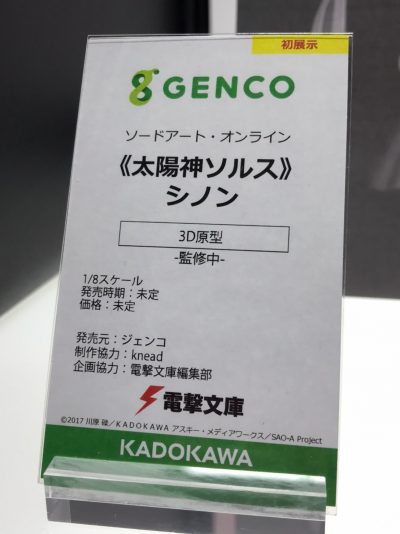 初展示
GENCO
ソードアート・オンライン
《太陽神ソルス》
シノン
3D原型
-監修中-
1/8スケール
発売時期：未定
価格：未定
発売元：ジェンコ
制作協力：knead
企画協力：電撃文庫編集部
電撃文庫
©2017 川原 礫／KADOKAWA アスキー・メディアワークス／SAO-A Project
KADOKAWA